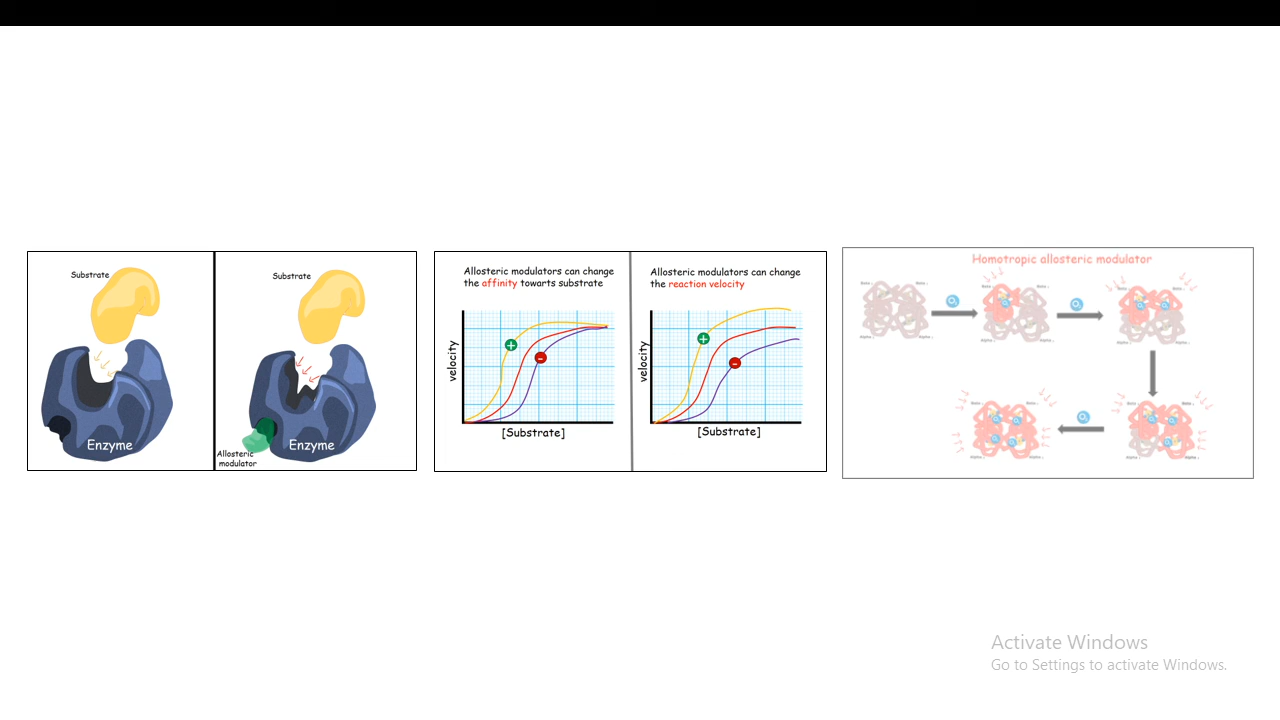 Substrate
Enzyme
Substrate
Enzyme
Allosteric
modulator
Allosteric modulators can change
the affinity towarts substrate
velocity
+
-
[Substrate]
Allosteric modulators can change
the reaction velocity
velocity
+
-
[Substrate]
Homotropic allosteric modulator
Activate Windows
Go to Settings to activate Windows.